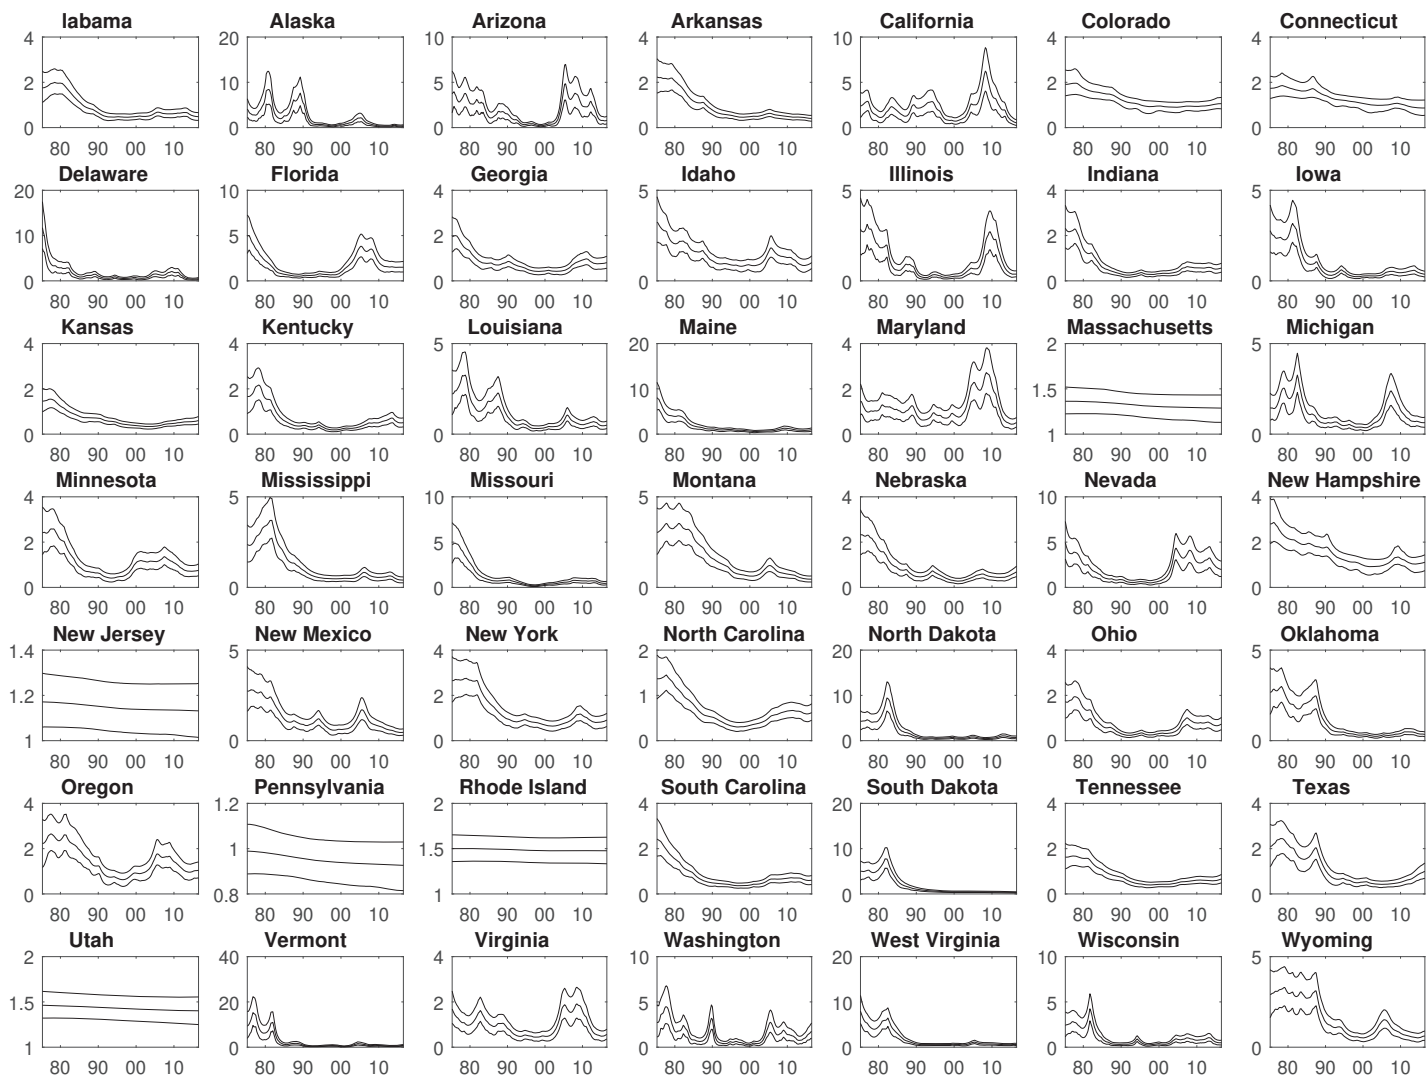 labama Alaska Arizona Arkansas California Colorado Connecticut
4 20 10 4 10 4 4
2 10 5 2 5 2 2
0 0 0 0 0 0 0
80 90 00 10 80 90 00 10 80 90 00 10 80 90 00 10 80 90 00 10 80 90 00 10 80 90 00 10
Delaware Florida Georgia Idaho Illinois Indiana Iowa
20 10 4 5 5 4 5
10 5 2 2
0 0 0 0 0 0 0
80 90 00 10 80 90 00 10 80 90 00 10 80 90 00 10 80 90 00 10 80 90 00 10 80 90 00 10
Kansas Kentucky Louisiana Maine Maryland Massachusetts Michigan
4 4 5 20 4 2 5
2 2 10 2 1.5
0 0 0 0 0 1 0
80 90 00 10 80 90 00 10 80 90 00 10 80 90 00 10 80 90 00 10 80 90 00 10 80 90 00 10
Minnesota Mississippi Missouri Montana Nebraska Nevada New Hampshire
4 5 10 5 4 10 4
2 5 2 5 2
0 0 0 0 0 0 0
80 90 00 10 80 90 00 10 80 90 00 10 80 90 00 10 80 90 00 10 80 90 00 10 80 90 00 10
New Jersey New Mexico New York North Carolina North Dakota Ohio Oklahoma
1.4 5 4 2 20 4 5
1.2 2 1 10 2
1 0 0 0 0 0 0
80 90 00 10 80 90 00 10 80 90 00 10 80 90 00 10 80 90 00 10 80 90 00 10 80 90 00 10
Oregon Pennsylvania Rhode Island South Carolina South Dakota Tennessee Texas
4 1.2 2 4 20 4 4
2 1 1.5 2 10 2 2
0 0.8 1 0 0 0 0
80 90 00 10 80 90 00 10 80 90 00 10 80 90 00 10 80 90 00 10 80 90 00 10 80 90 00 10
Utah Vermont Virginia Washington West Virginia Wisconsin Wyoming
2 40 4 10 20 10 5
1.5 20 2 5 10 5
1 0 0 0 0 0 0
80 90 00 10 80 90 00 10 80 90 00 10 80 90 00 10 80 90 00 10 80 90 00 10 80 90 00 10